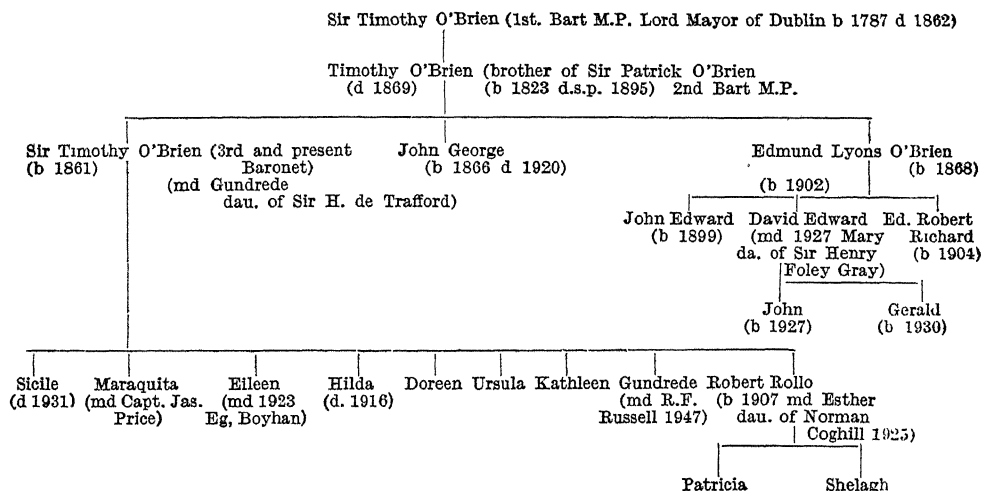 Sir Timothy O'Brien (1st. Bart M.P. Lord Mayor of Dublin b 1787 d 1862)
Timothy O'Brien (brother of Sir Patrick O'Brien
(d 1869) (b 1823 d.s.p. 1895) 2nd Bart M.P.
Sir Timothy O'Brien (3rd and present
(b 1861) Baronet)
(md Gundrede
dau. of Sir H. de Trafford)
John George
(b 1866 d 1920)
Edmund Lyons O'Brien
(b 1868)
(b 1902)
John Edward
(b 1899)
David Edward
(md 1927 Mary
da. of Sir Henry
Foley Gray)
Ed. Robert
Richard
(b 1904)
John
(b 1927)
Gerald
(b 1930)
Sicile
(d 1931)
Maraquita
(md Capt. Jas.
Price)
Eileen
(md 1923
Eg, Boyhan)
Hilda
(d. 1916)
Doreen
Ursula
Kathleen
Gundrede
(md R.F.
Russell 1947)
Robert Rollo
(b 1907 md Esther
dau. of Norman
Coghill 1925)
Patricia
Shelagh